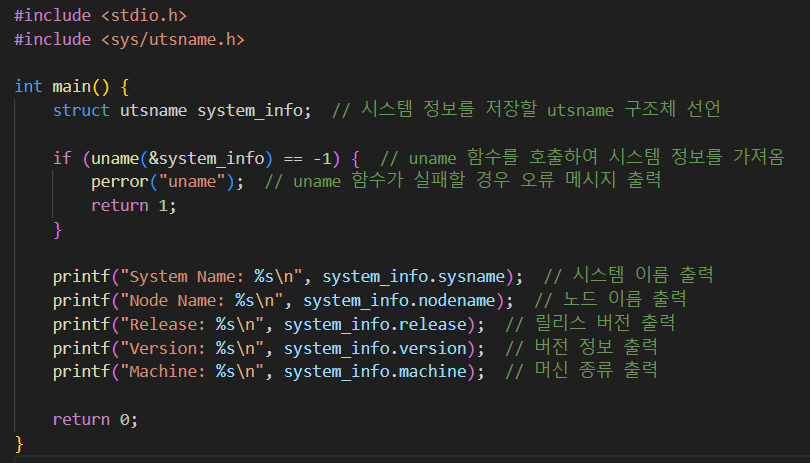 #include <stdio.h>
#include <sys/utsname.h>
int main() {
struct utsname system_info;  // 시스템 정보를 저장할 utsname 구조체 선언
if (uname(&system_info) == -1) {  // uname 함수를 호출하여 시스템 정보를 가져옴
perror("uname");  // uname 함수가 실패할 경우 오류 메시지 출력
return 1;
}
printf("System Name: %s\n", system_info.sysname);  // 시스템 이름 출력
printf("Node Name: %s\n", system_info.nodename);  // 노드 이름 출력
printf("Release: %s\n", system_info.release);  // 릴리스 버전 출력
printf("Version: %s\n", system_info.version);  // 버전 정보 출력
printf("Machine: %s\n", system_info.machine);  // 머신 종류 출력
return 0;
}